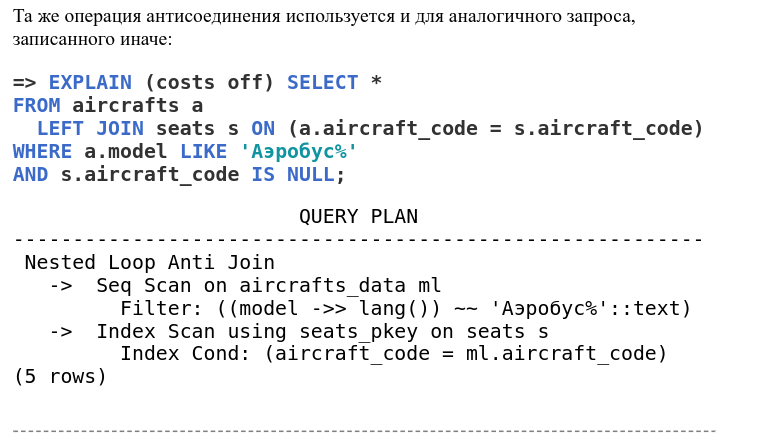 Та же операция антисоединения используется и для аналогичного запроса,
записанного иначе:
=> EXPLAIN (costs off) SELECT *
FROM aircrafts a
  LEFT JOIN seats s ON (a.aircraft_code = s.aircraft_code)
WHERE a.model LIKE 'Аэробус%'
AND s.aircraft_code IS NULL;
                        QUERY PLAN
----------------------------------------------------------
 Nested Loop Anti Join
   ->  Seq Scan on aircrafts_data ml
         Filter: ((model ->> lang()) ~~ 'Аэробус%'::text)
   ->  Index Scan using seats_pkey on seats s
         Index Cond: (aircraft_code = ml.aircraft_code)
(5 rows)